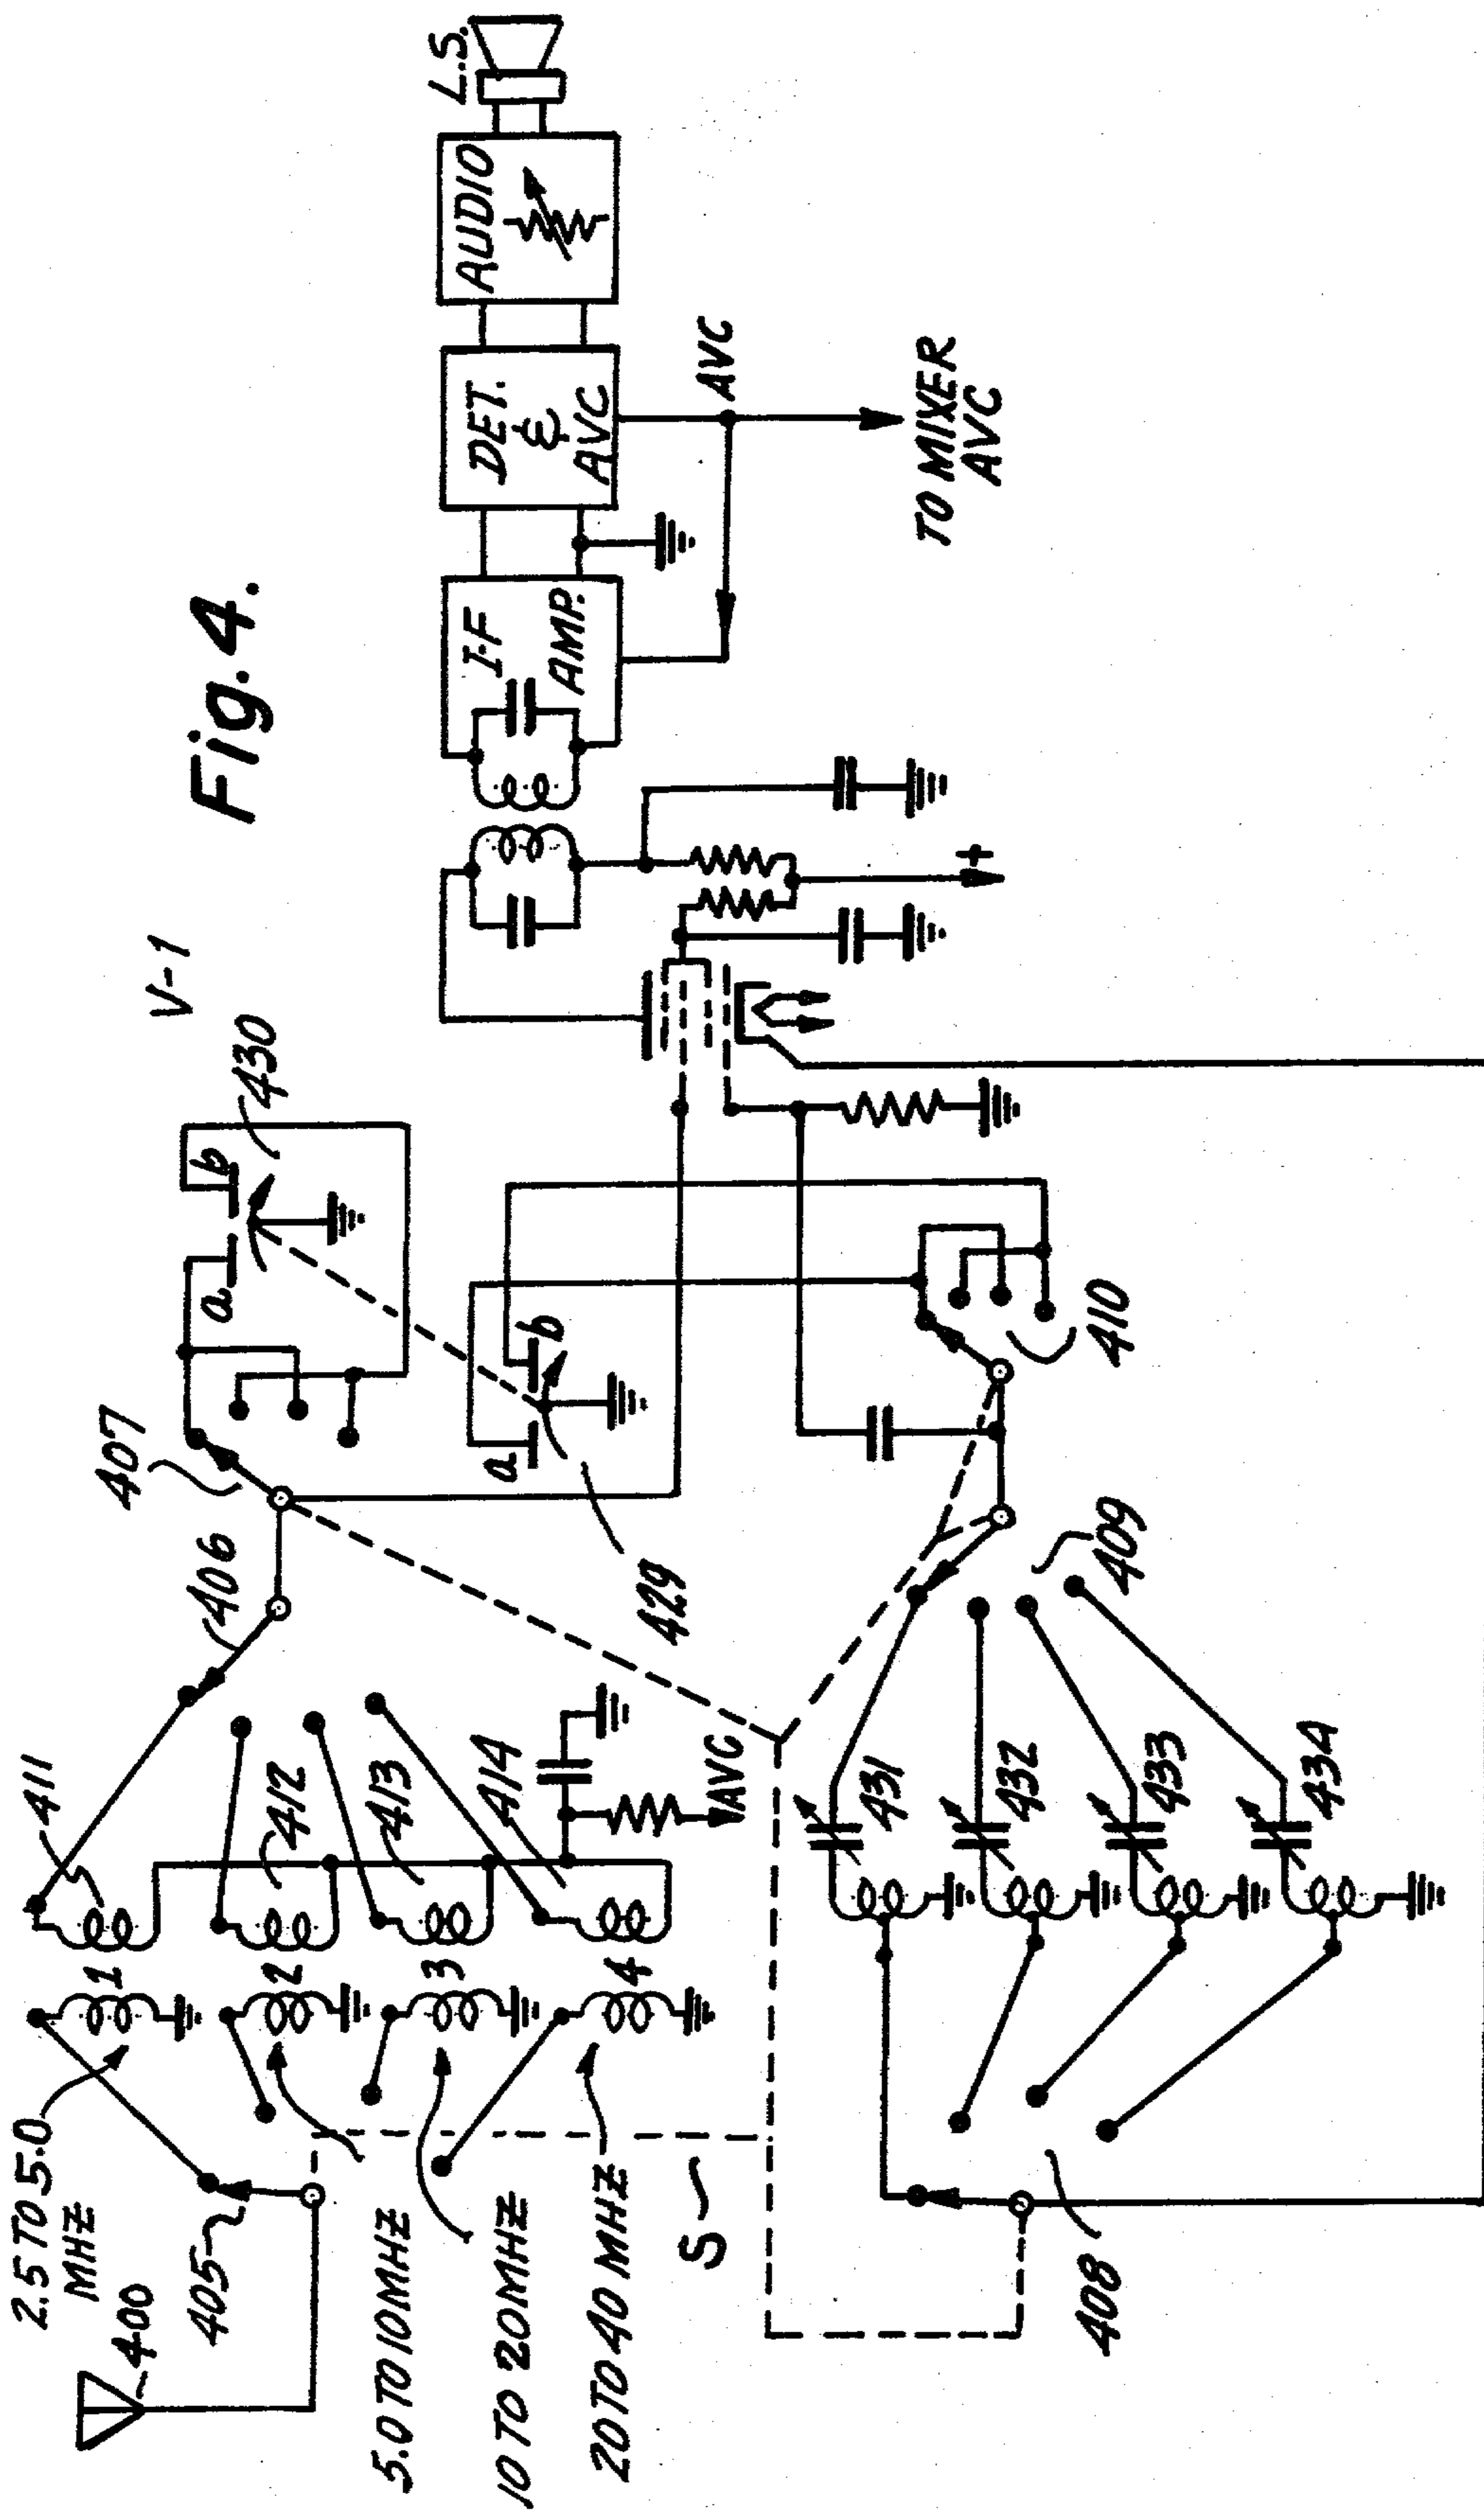 Fig. 4.
2.5 TO 5.0
MHZ
400
405
5.0 TO 10MHZ
10 TO 20MHZ
20 TO 40 MHZ
S
1
2
3
4
411
412
413
414
AVC
406
407
a
b
430
V-1
429
a
b
408
431
432
433
434
409
410
+
I-F
AMP.
DET.
&
AVC
AUDIO
L.S.
AVC
TO MIXER
AVC